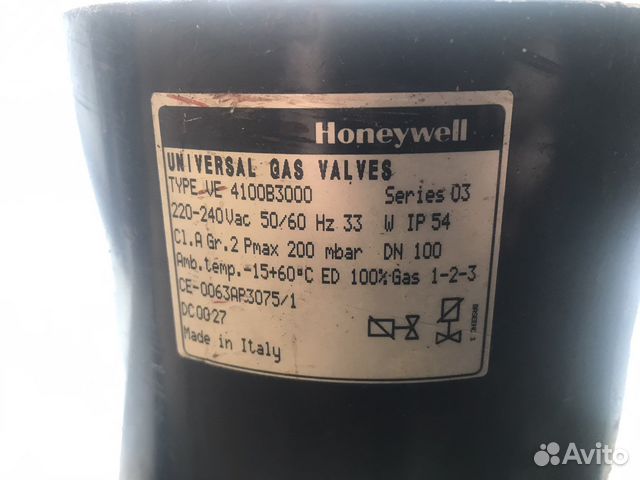 Honeywell
UNIVERSAL GAS VALVES
TYPE VE 4100B3000 Series 03
220-240Vac 50/60 Hz 33 W IP 54
Cl.A Gr.2 Pmax 200 mbar DN 100
Amb.temp.-15+60°C ED 100% Gas 1-2-3
CE-0063AP3075/1
DC0027
Made in Italy
Avito